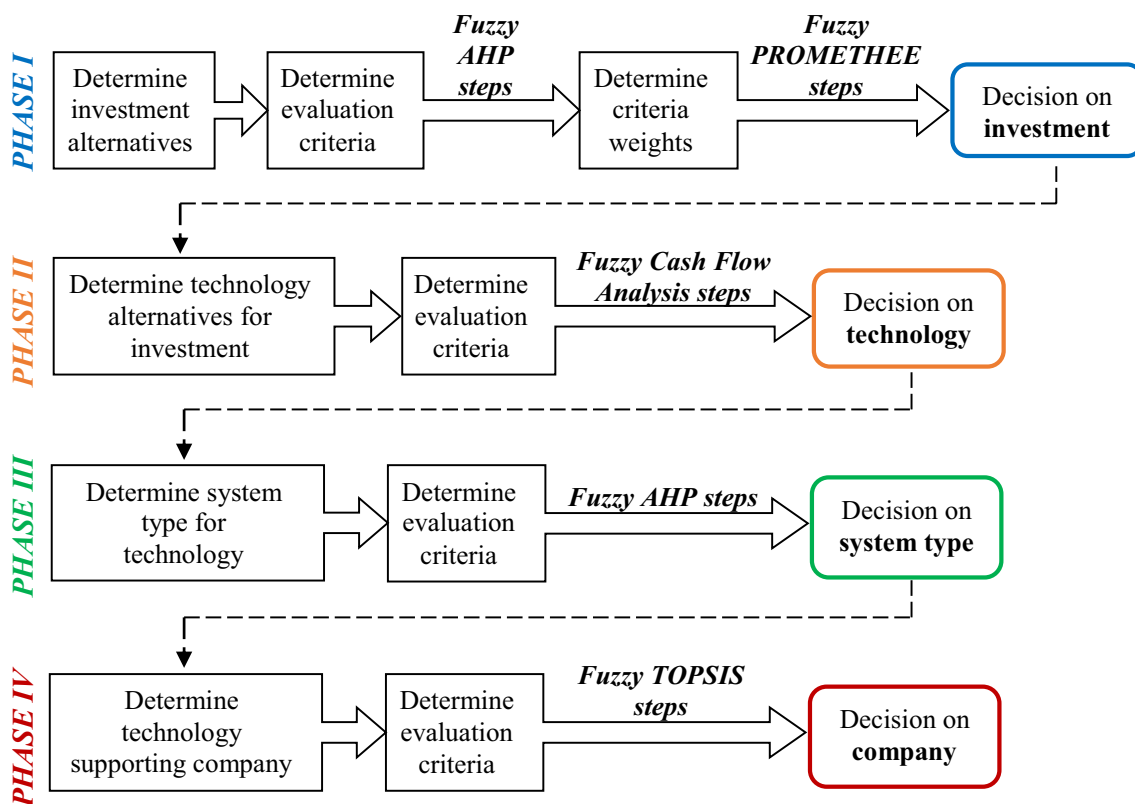 PHASE I
Determine
investment
alternatives
Determine
evaluation
criteria
Fuzzy
AHP
steps
Determine
criteria
weights
Fuzzy
PROMETHEE
steps
Decision on
investment
PHASE II
Determine technology
alternatives for
investment
Determine
evaluation
criteria
Fuzzy Cash Flow
Analysis steps
Decision on
technology
PHASE III
Determine system
type for
technology
Determine
evaluation
criteria
Fuzzy AHP steps
Decision on
system type
PHASE IV
Determine
technology
supporting company
Determine
evaluation
criteria
Fuzzy TOPSIS
steps
Decision on
company